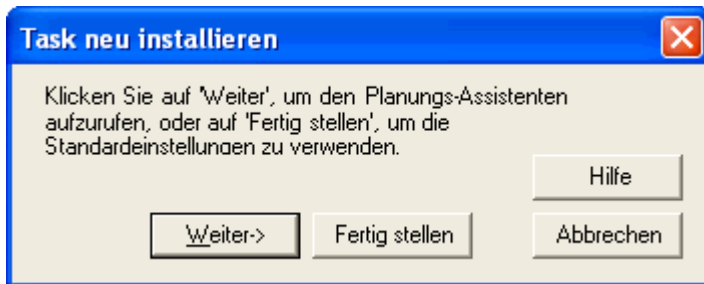 Task neu installieren
Klicken Sie auf 'Weiter', um den Planungs-Assistenten
aufzurufen, oder auf 'Fertig stellen', um die
Standardeinstellungen zu verwenden.
Hilfe
Weiter->
Fertig stellen
Abbrechen